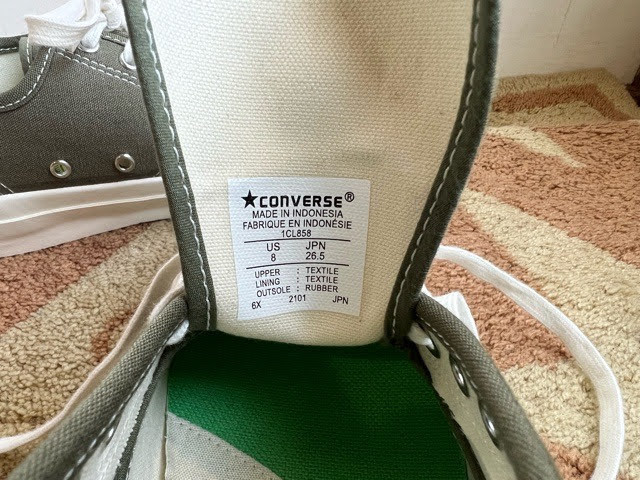 ★CONVERSE®
MADE IN INDONESIA
FABRIQUE EN INDONÉSIE
1CL858
US JPN
8 26.5
UPPER : TEXTILE
LINING : TEXTILE
OUTSOLE : RUBBER
6X 2101 JPN